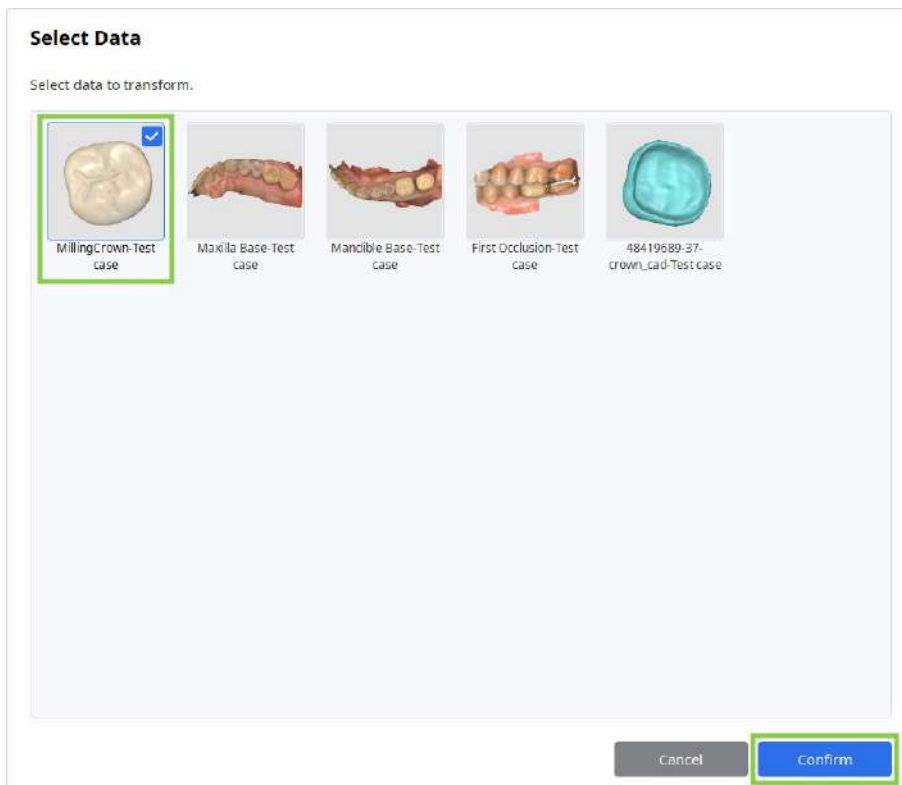 Select Data
Select data to transform.
MillingCrown-Test
case
Maxilla Base-Test
case
Mandible Base-Test
case
First Occlusion-Test
case
48419689-37-
crown_cad-Test case
Cancel
Confirm